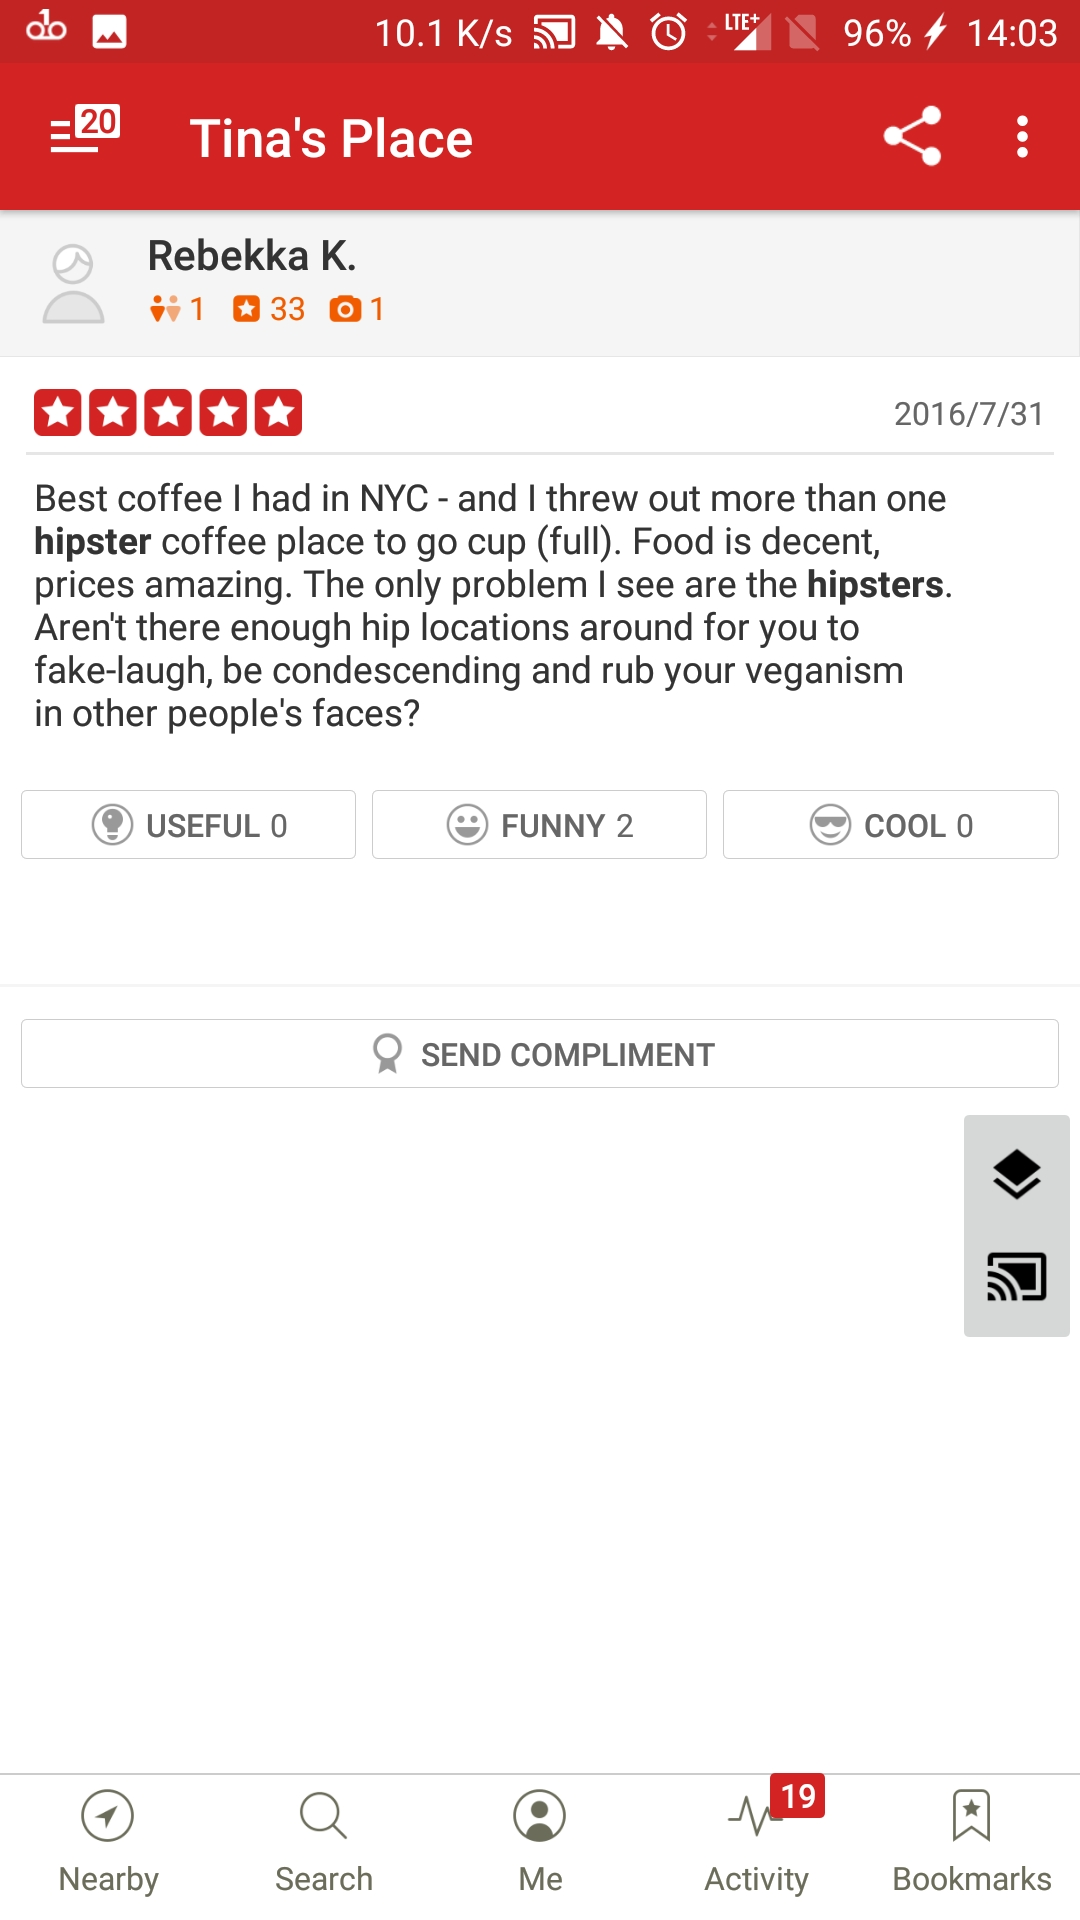 10.1 K/s LTE+ 96% 14:03
20 Tina's Place
Rebekka K.
1 33 1
2016/7/31
Best coffee I had in NYC - and I threw out more than one
hipster coffee place to go cup (full). Food is decent,
prices amazing. The only problem I see are the hipsters.
Aren't there enough hip locations around for you to
fake-laugh, be condescending and rub your veganism
in other people's faces?
USEFUL 0 FUNNY 2 COOL 0
SEND COMPLIMENT
19
Nearby Search Me Activity Bookmarks